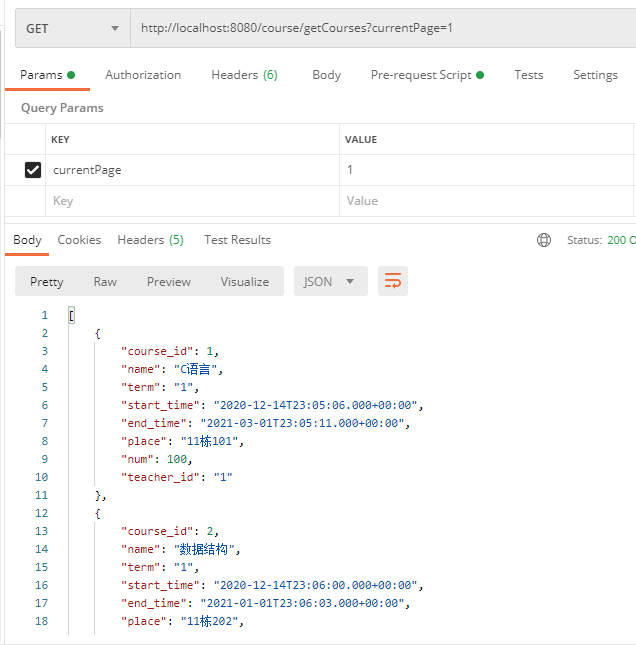 GET http://localhost:8080/course/getCourses?currentPage=1
Params Authorization Headers (6) Body Pre-request Script Tests Settings
Query Params
KEY VALUE
currentPage 1
Key Value
Body Cookies Headers (5) Test Results Status: 200 O
Pretty Raw Preview Visualize JSON
1 [
2 {
3 "course_id": 1,
4 "name": "C语言",
5 "term": "1",
6 "start_time": "2020-12-14T23:05:06.000+00:00",
7 "end_time": "2021-03-01T23:05:11.000+00:00",
8 "place": "11栋101",
9 "num": 100,
10 "teacher_id": "1"
11 },
12 {
13 "course_id": 2,
14 "name": "数据结构",
15 "term": "1",
16 "start_time": "2020-12-14T23:06:00.000+00:00",
17 "end_time": "2021-01-01T23:06:03.000+00:00",
18 "place": "11栋202",